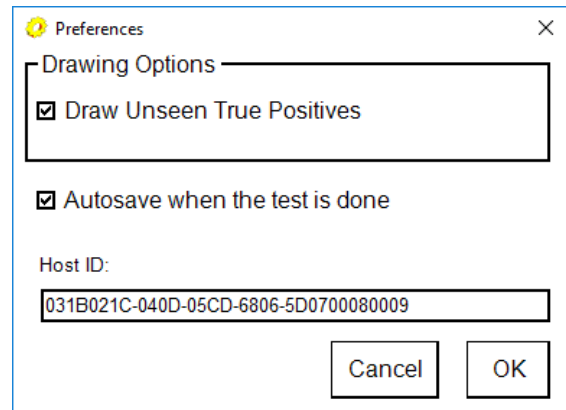 Preferences
Drawing Options
Draw Unseen True Positives
Autosave when the test is done
Host ID:
031B021C-040D-05CD-6806-5D0700080009
Cancel OK